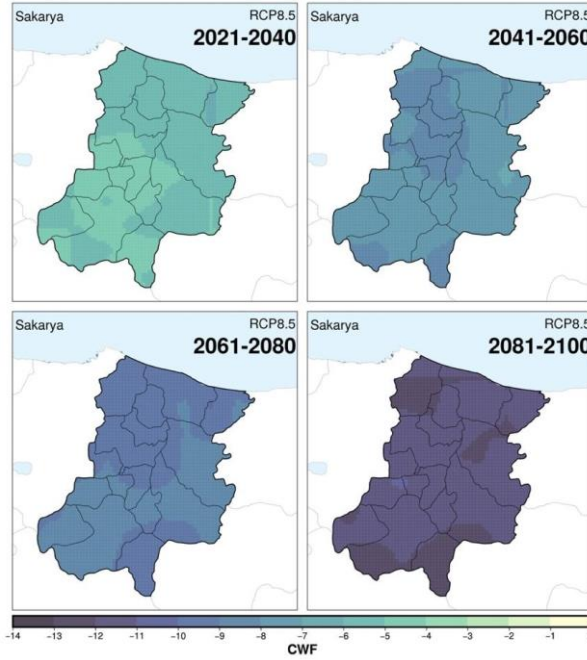 Sakarya RCP8.5
2021-2040
Sakarya RCP8.5
2041-2060
Sakarya RCP8.5
2061-2080
Sakarya RCP8.5
2081-2100
-14 -13 -12 -11 -10 -9 -8 -7 -6 -5 -4 -3 -2 -1
CWF